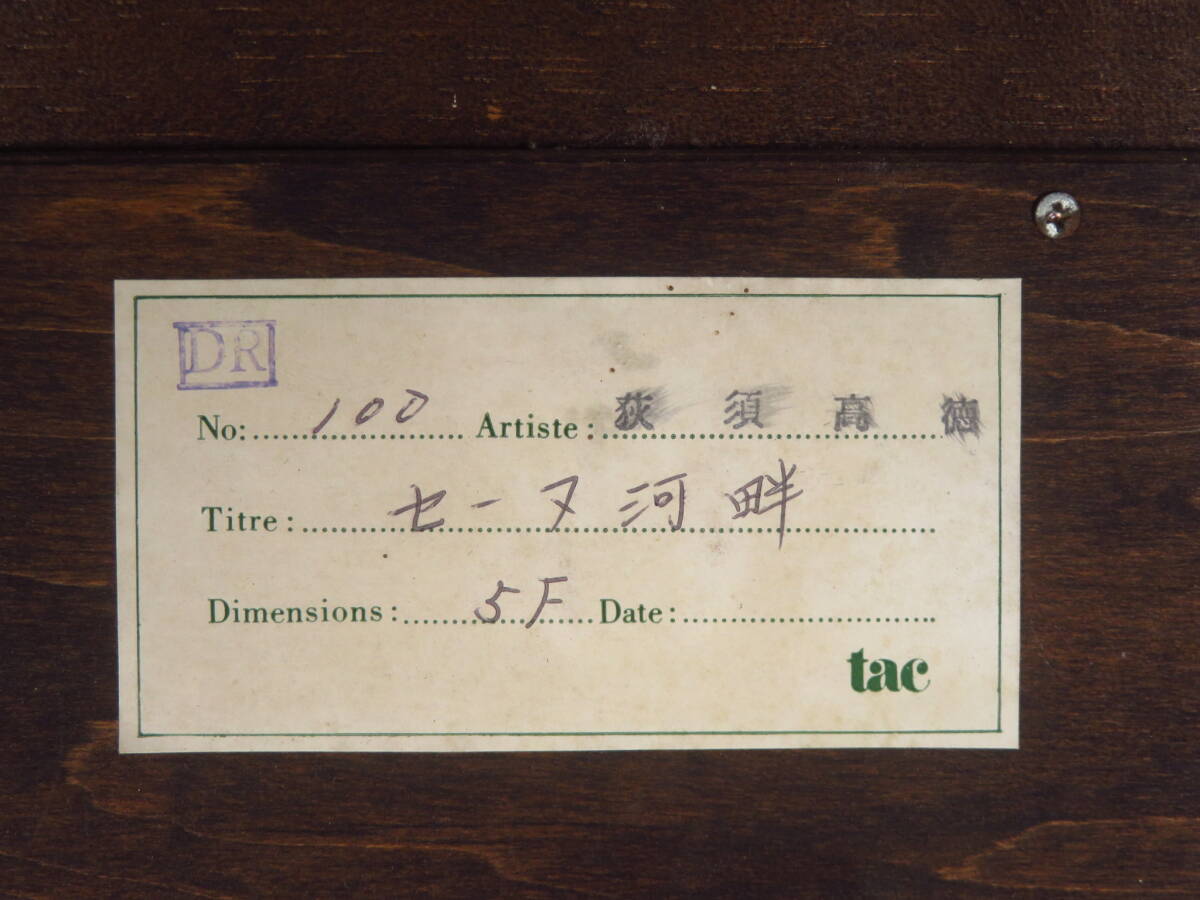 DR
No: 100 Artiste: 荻須高徳
Titre: セーヌ河畔
Dimensions: 5F Date:
tac